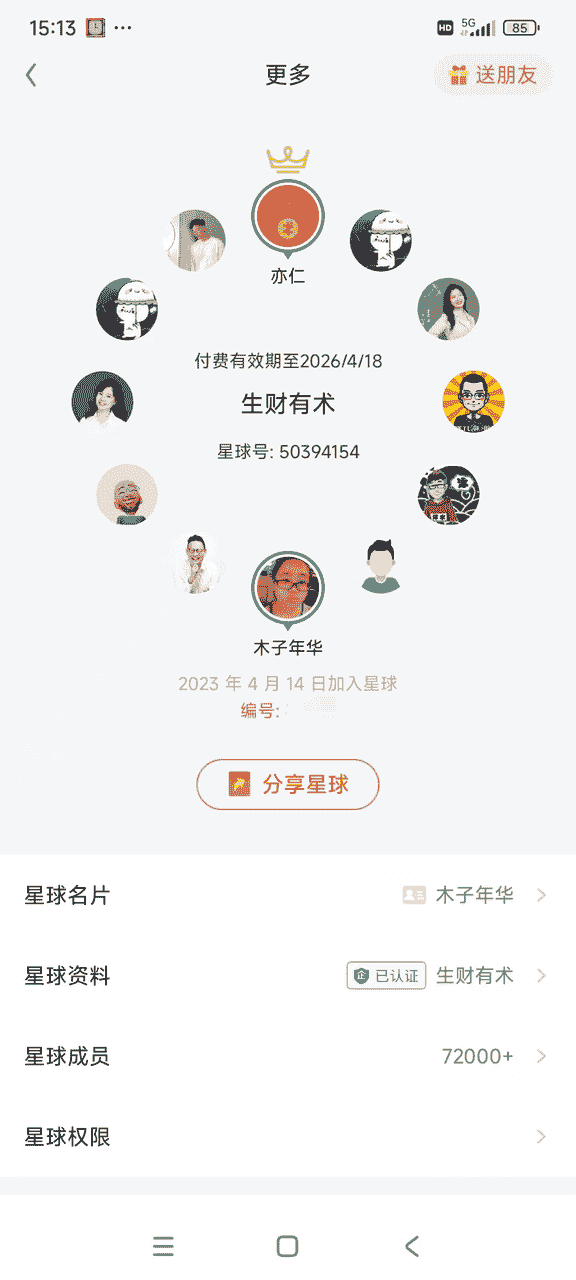 15:13 ··· HD 5G 85
更多
送朋友
亦仁
付费有效期至2026/4/18
生财有术
星球号: 50394154
木子年华
2023 年 4 月 14 日加入星球
编号:
分享星球
星球名片 木子年华
星球资料 企 已认证 生财有术
星球成员 72000+
星球权限